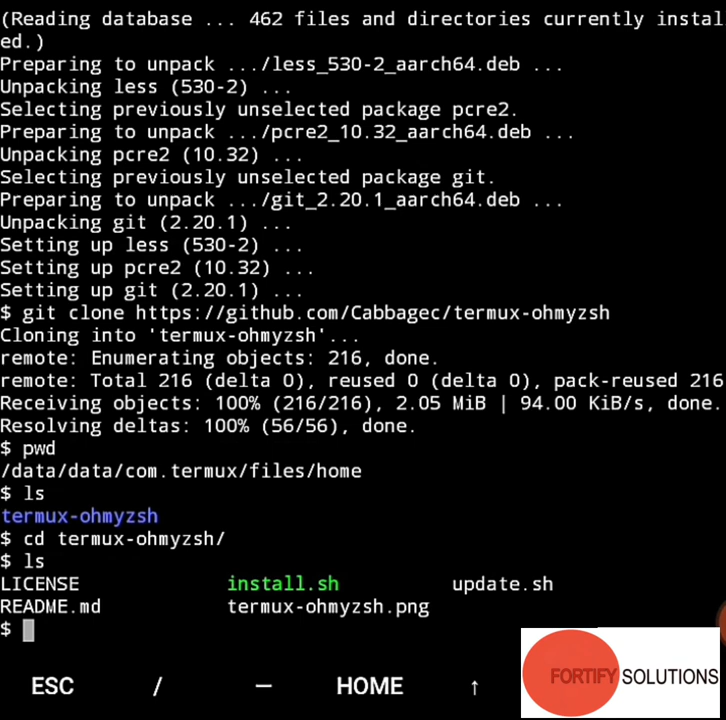 (Reading database ... 462 files and directories currently instal
ed.)
Preparing to unpack .../less_530-2_aarch64.deb ...
Unpacking less (530-2) ...
Selecting previously unselected package pcre2.
Preparing to unpack .../pcre2_10.32_aarch64.deb ...
Unpacking pcre2 (10.32) ...
Selecting previously unselected package git.
Preparing to unpack .../git_2.20.1_aarch64.deb ...
Unpacking git (2.20.1) ...
Setting up less (530-2) ...
Setting up pcre2 (10.32) ...
Setting up git (2.20.1) ...
$ git clone https://github.com/Cabbagec/termux-ohmyzsh
Cloning into 'termux-ohmyzsh'...
remote: Enumerating objects: 216, done.
remote: Total 216 (delta 0), reused 0 (delta 0), pack-reused 216
Receiving objects: 100% (216/216), 2.05 MiB | 94.00 KiB/s, done.
Resolving deltas: 100% (56/56), done.
$ pwd
/data/data/com.termux/files/home
$ ls
termux-ohmyzsh
$ cd termux-ohmyzsh/
$ ls
LICENSE install.sh update.sh
README.md termux-ohmyzsh.png
$
ESC / — HOME ↑
FORTIFY SOLUTIONS